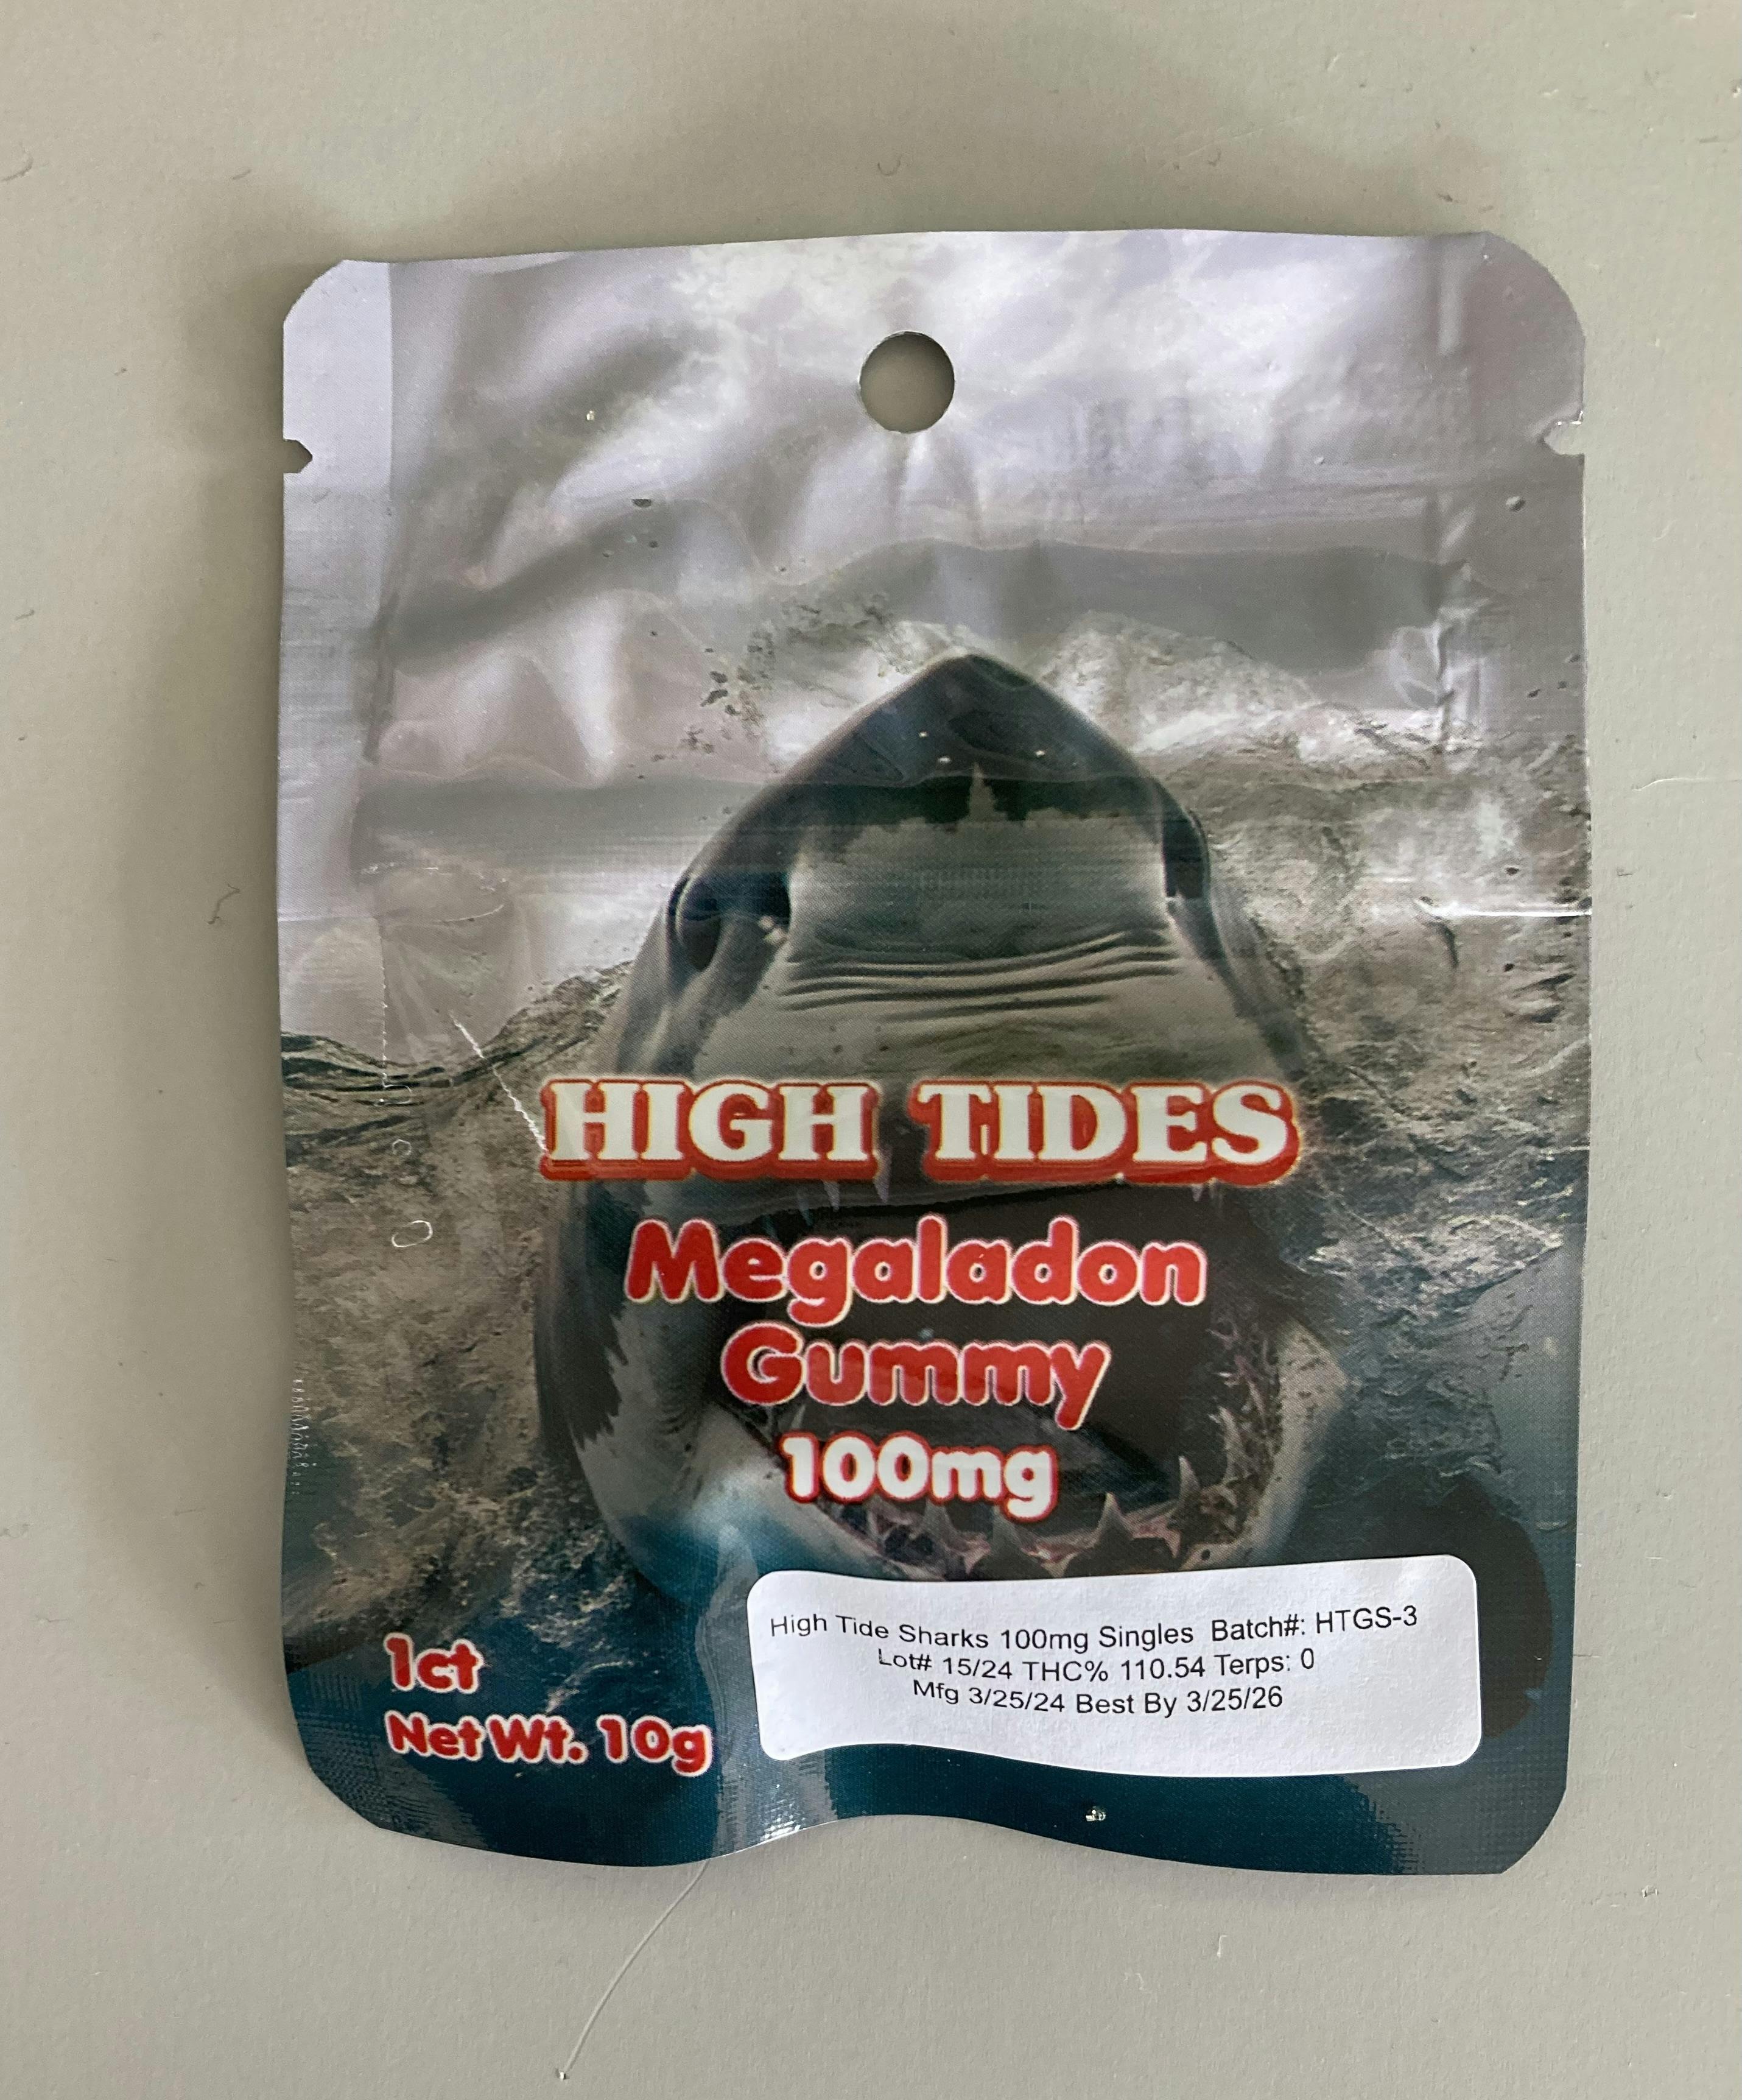 HIGH TIDES
Megaladon
Gummy
100mg
1ct
Net Wt. 10g
High Tide Sharks 100mg Singles Batch#: HTGS-3
Lot# 15/24 THC% 110.54 Terps: 0
Mfg 3/25/24 Best By 3/25/26